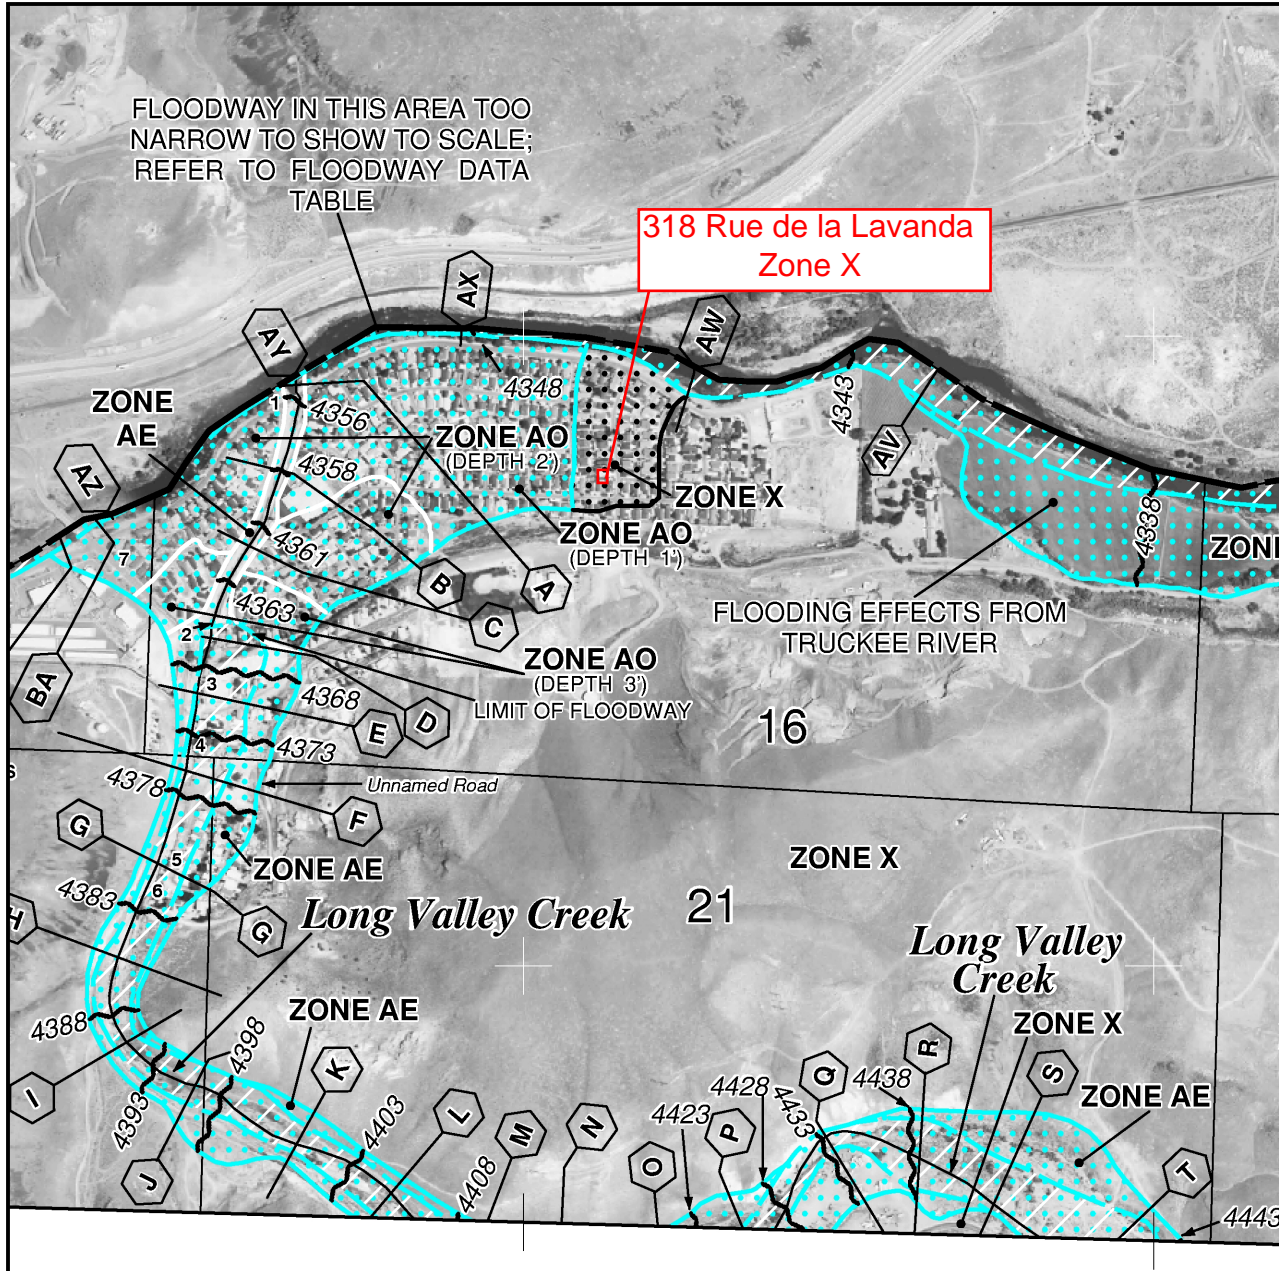 FLOODWAY IN THIS AREA TOO
NARROW TO SHOW TO SCALE;
REFER TO FLOODWAY DATA
TABLE
318 Rue de la Lavanda
Zone X
AX
AW
AY
4348
4343
1
4356
ZONE
AE
ZONE AO
(DEPTH 2')
AV
4358
AZ
ZONE X
4338
ZONE AO
(DEPTH 1')
4361
7
B
A
4363
C
FLOODING EFFECTS FROM
TRUCKEE RIVER
2
ZONE AO
(DEPTH 3')
LIMIT OF FLOODWAY
BA
3
4368
D
E
16
4
4373
4378
Unnamed Road
F
G
5
ZONE AE
ZONE X
6
4383
Long Valley Creek
21
G
H
Long Valley
Creek
ZONE AE
4388
4398
ZONE X
R
K
I
4393
4403
L
M
N
4423
4428
4433
Q
4438
S
ZONE AE
P
O
J
4408
T
4443